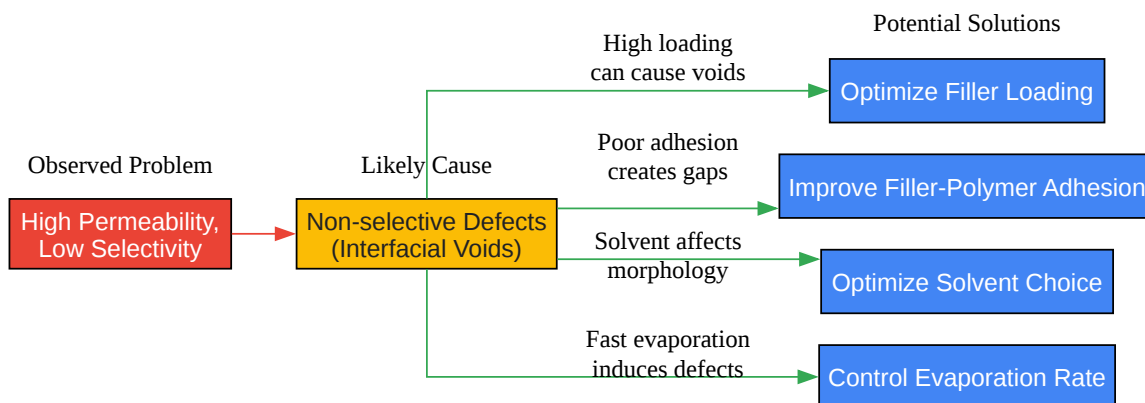 Potential Solutions
High loading
can cause voids
Optimize Filler Loading
Observed Problem
Likely Cause
Poor adhesion
creates gaps
Improve Filler-Polymer Adhesion
High Permeability,
Low Selectivity
Non-selective Defects
(Interfacial Voids)
Solvent affects
morphology
Optimize Solvent Choice
Fast evaporation
induces defects
Control Evaporation Rate